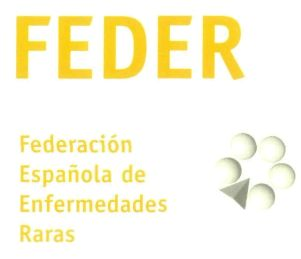 FEDER
Federación
Española de
Enfermedades
Raras